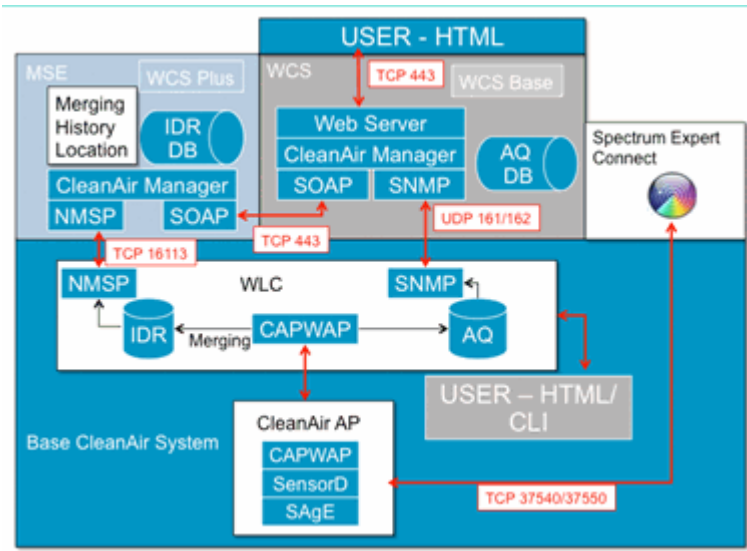 USER - HTML
MSE
WCS Plus
WCS
TCP 443
WCS Base
Merging
History
Location
IDR
DB
Web Server
CleanAir Manager
SOAP
SNMP
AQ
DB
Spectrum Expert
Connect
CleanAir Manager
NMSP
SOAP
UDP 161/162
TCP 443
TCP 16113
NMSP
WLC
SNMP
IDR
Merging
CAPWAP
AQ
USER – HTML/
CLI
Base CleanAir System
CleanAir AP
CAPWAP
SensorD
SAgE
TCP 37540/37550